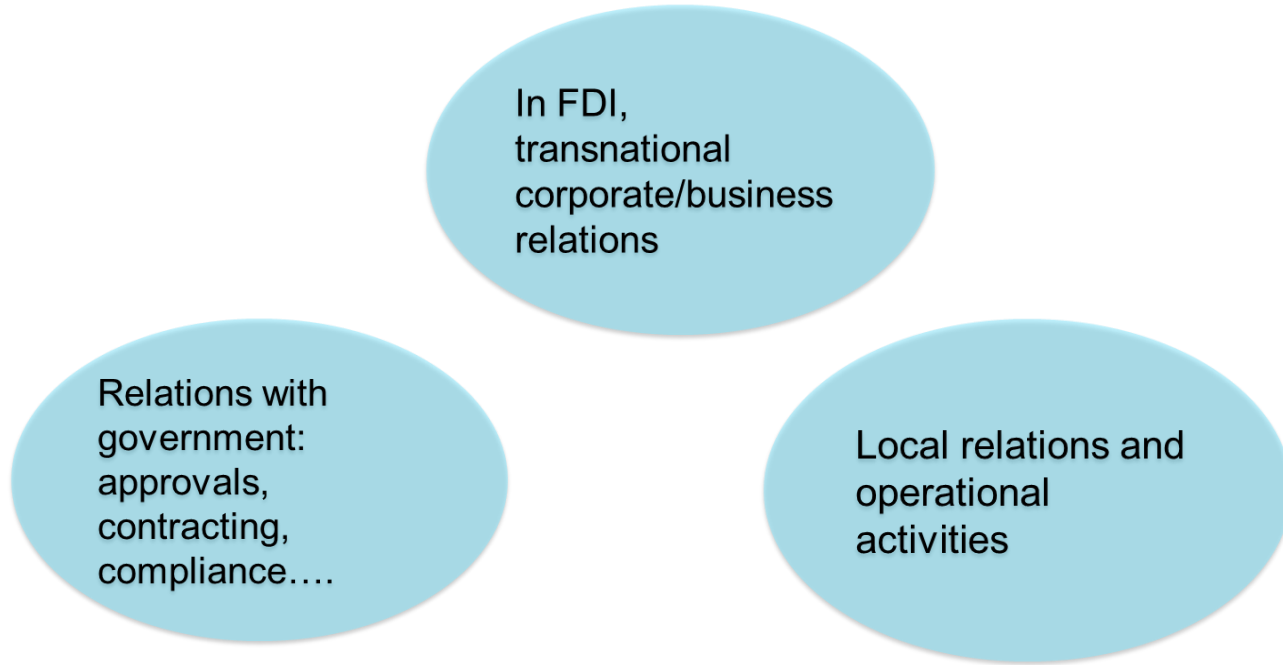 In FDI,
transnational
corporate/business
relations
Relations with
government:
approvals,
contracting,
compliance….
Local relations and
operational
activities